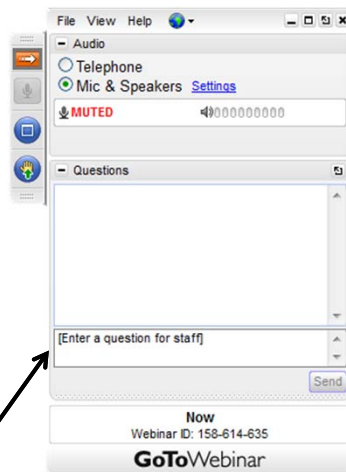 File View Help
Audio
Telephone
Mic & Speakers Settings
MUTED 000000000
Questions
[Enter a question for staff]
Send
Now
Webinar ID: 158-614-635
GoToWebinar